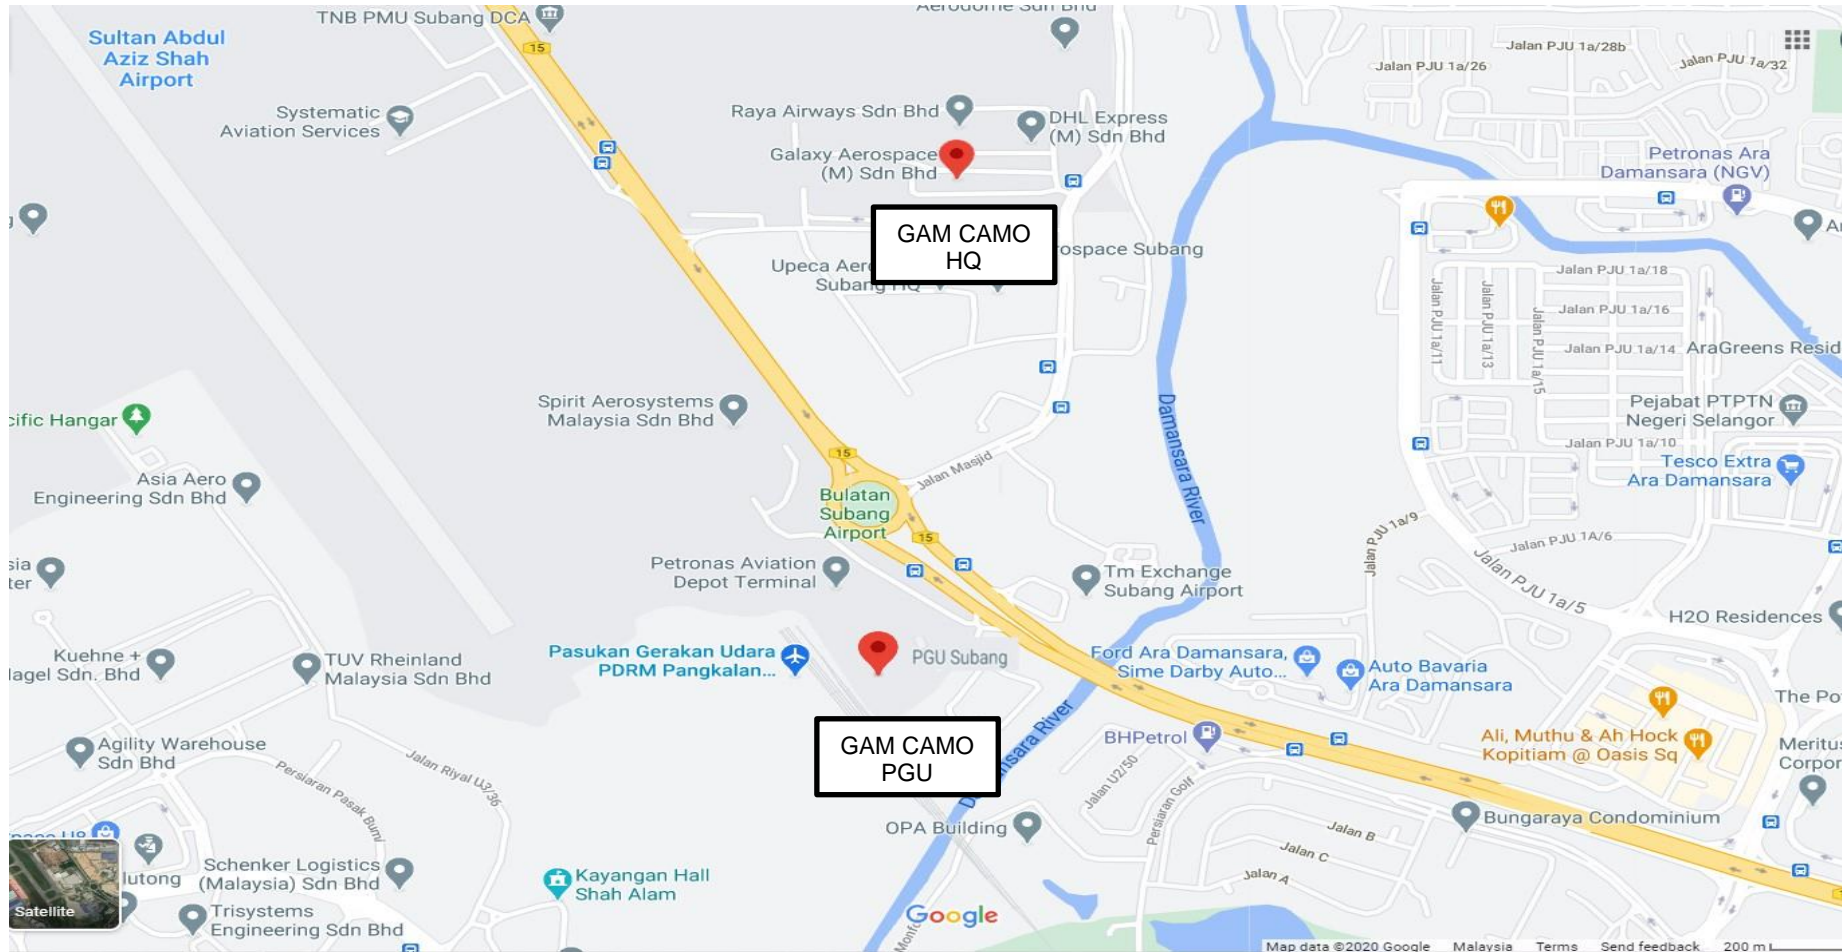 TNB PMU Subang DCA
Sultan Abdul
Aziz Shah
Airport
15
Jalan PJU 1a/28b
Jalan PJU 1a/26
Jalan PJU 1a/32
Systematic
Aviation Services
Raya Airways Sdn Bhd
DHL Express
(M) Sdn Bhd
Galaxy Aerospace
(M) Sdn Bhd
Petronas Ara
Damansara (NGV)
GAM CAMO
HQ
rospace Subang
Upeca Aer
Subang HQ
Jalan PJU 1a/18
Jalan PJU 1a/16
Jalan PJU 1a/14
AraGreens Resid
Jalan PJU 1a/11
Jalan PJU 1a/13
Jalan PJU 1a/15
Spirit Aerosystems
Malaysia Sdn Bhd
cific Hangar
Damansara River
Pejabat PTPTN
Negeri Selangor
Jalan PJU 1a/10
15
Jalan Masjid
Tesco Extra
Ara Damansara
Asia Aero
Engineering Sdn Bhd
Bulatan
Subang
Airport
15
Jalan PJU 1a/9
Jalan PJU 1A/6
Jalan PJU 1a/5
sia
ter
Petronas Aviation
Depot Terminal
Tm Exchange
Subang Airport
H2O Residences
Kuehne +
lagel Sdn. Bhd
TUV Rheinland
Malaysia Sdn Bhd
Pasukan Gerakan Udara
PDRM Pangkalan...
PGU Subang
Ford Ara Damansara,
Sime Darby Auto...
Auto Bavaria
Ara Damansara
The Po
GAM CAMO
PGU
nsara River
BHPetrol
Ali, Muthu & Ah Hock
Kopitiam @ Oasis Sq
Meritus
Corpor
Agility Warehouse
Sdn Bhd
Jalan Riyal U3/36
Persiaran Pasak Bumi
Jalan U2/50
Persiaran Golf
OPA Building
Jalan B
Jalan C
Jalan A
Bungaraya Condominium
lutong
Schenker Logistics
(Malaysia) Sdn Bhd
Kayangan Hall
Shah Alam
Satellite
Trisystems
Engineering Sdn Bhd
Google
Map data ©2020 Google Malaysia Terms Send feedback 200 m